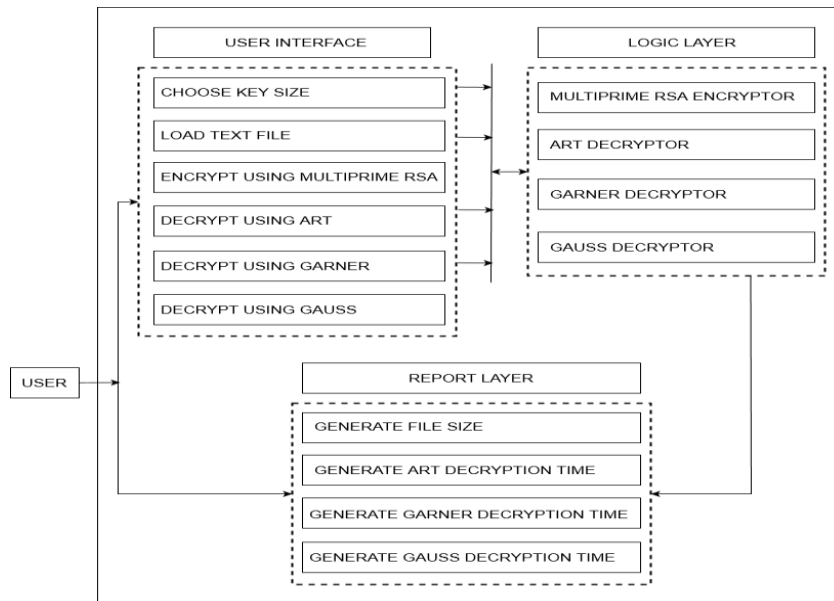 USER INTERFACE
CHOOSE KEY SIZE
LOAD TEXT FILE
ENCRYPT USING MULTIPRIME RSA
DECRYPT USING ART
DECRYPT USING GARNER
DECRYPT USING GAUSS
LOGIC LAYER
MULTIPRIME RSA ENCRYPTOR
ART DECRYPTOR
GARNER DECRYPTOR
GAUSS DECRYPTOR
USER
REPORT LAYER
GENERATE FILE SIZE
GENERATE ART DECRYPTION TIME
GENERATE GARNER DECRYPTION TIME
GENERATE GAUSS DECRYPTION TIME